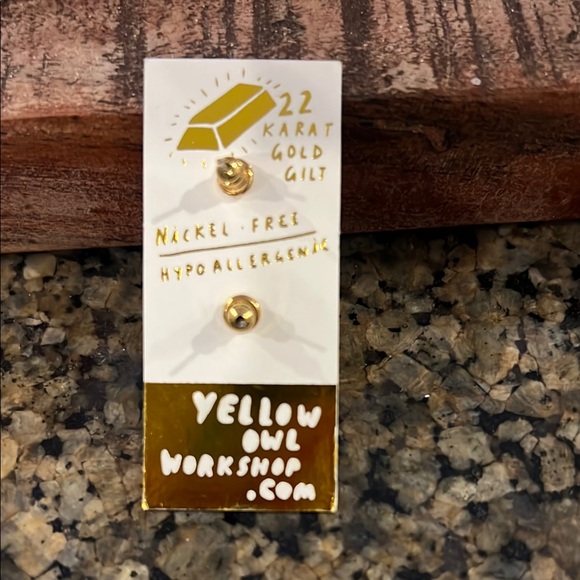 22
KARAT
GOLD
GILT
NICKEL · FREE
HYPOALLERGENIC
YELLOW
OWL
WORKSHOP
.COM